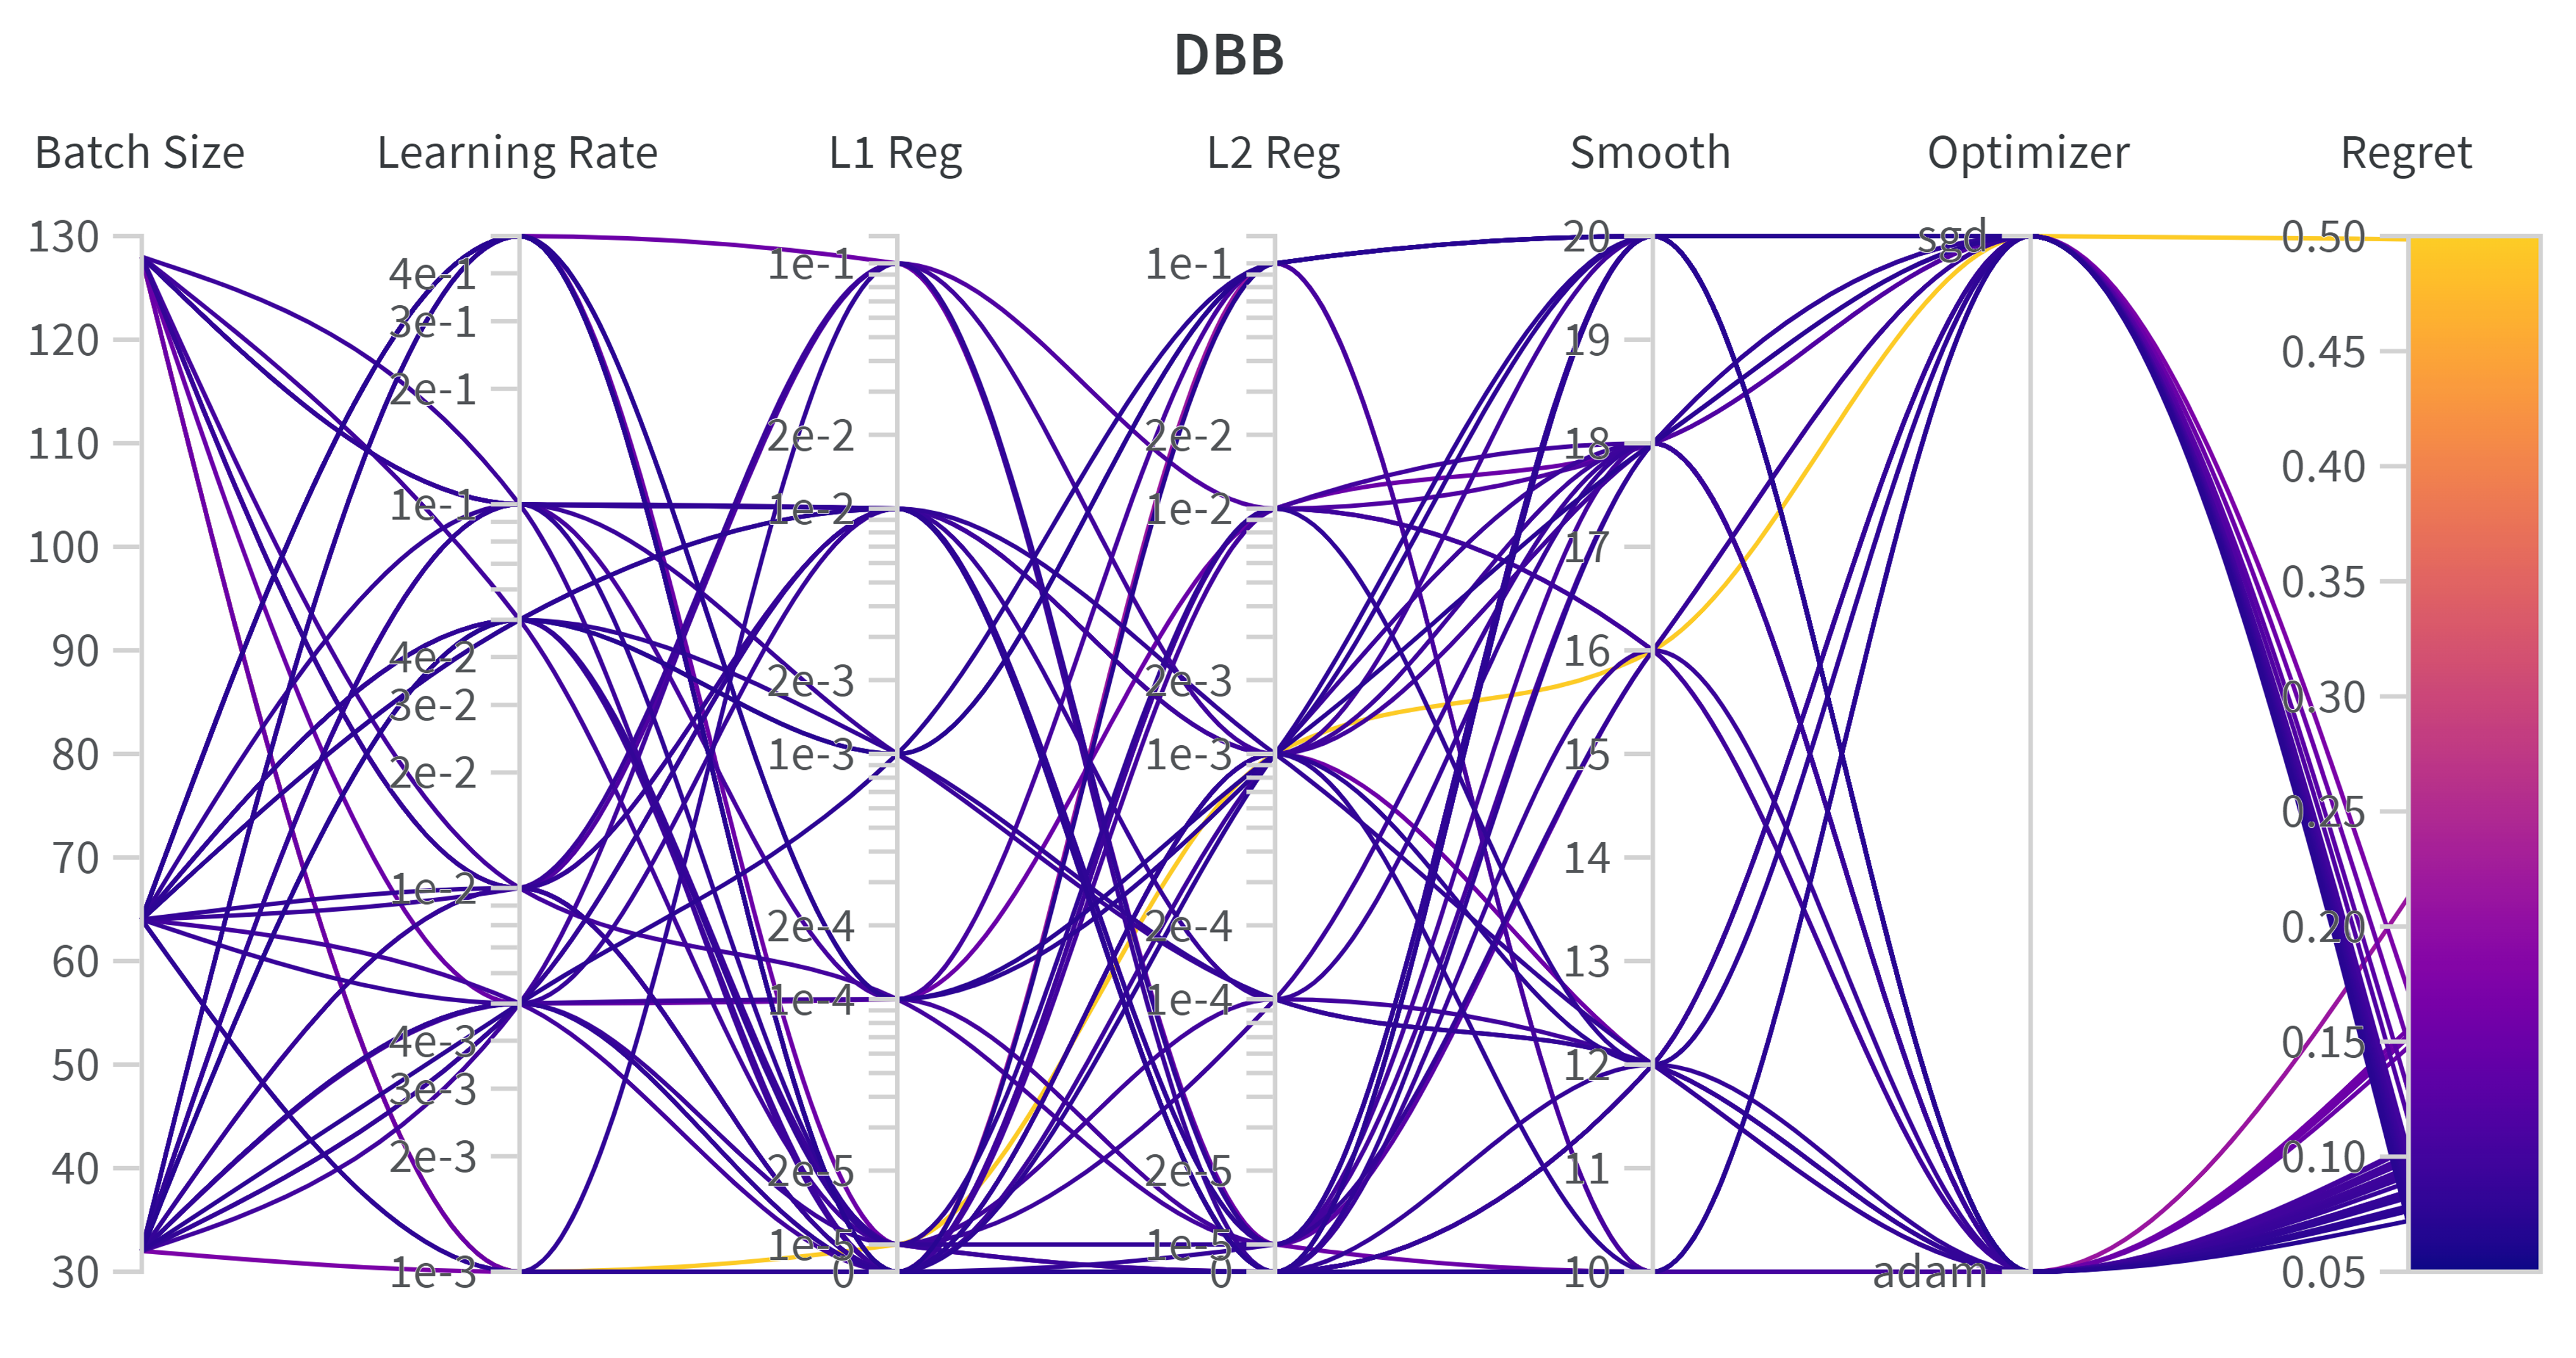 DBB
Batch Size
Learning Rate
L1 Reg
L2 Reg
Smooth
Optimizer
Regret
130
120
110
100
90
80
70
60
50
40
30
4e-1
3e-1
2e-1
1e-1
4e-2
3e-2
2e-2
1e-2
4e-3
3e-3
2e-3
1e-3
1e-1
2e-2
1e-2
2e-3
1e-3
2e-4
1e-4
2e-5
1e-5
0
1e-1
2e-2
1e-2
2e-3
1e-3
2e-4
1e-4
2e-5
1e-5
0
20
19
18
17
16
15
14
13
12
11
10
sgd
adam
0.50
0.45
0.40
0.35
0.30
0.25
0.20
0.15
0.10
0.05